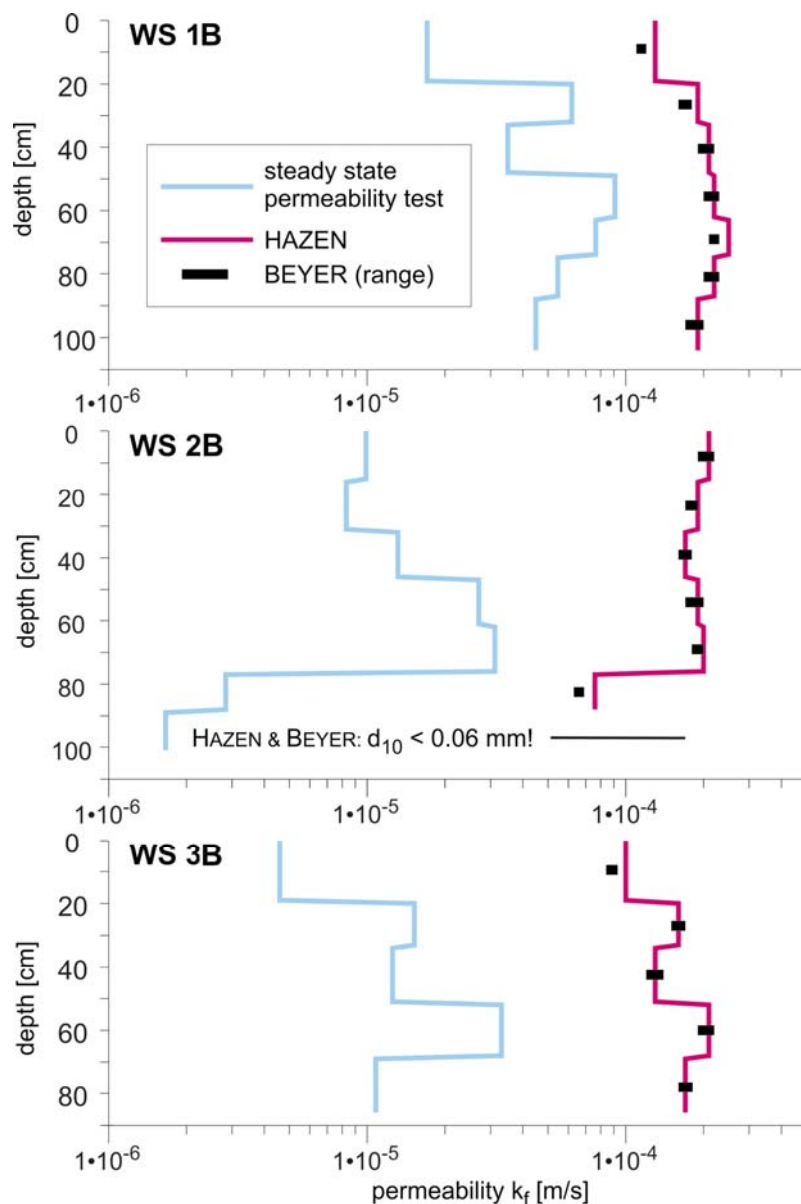 WS 1B
0
20
40
60
80
100
depth [cm]
steady state
permeability test
HAZEN
BEYER (range)
1•10-6
1•10-5
1•10-4
WS 2B
0
20
40
60
80
100
depth [cm]
HAZEN & BEYER: d10 < 0.06 mm!
1•10-6
1•10-5
1•10-4
WS 3B
0
20
40
60
80
depth [cm]
1•10-6
1•10-5
1•10-4
permeability kf [m/s]